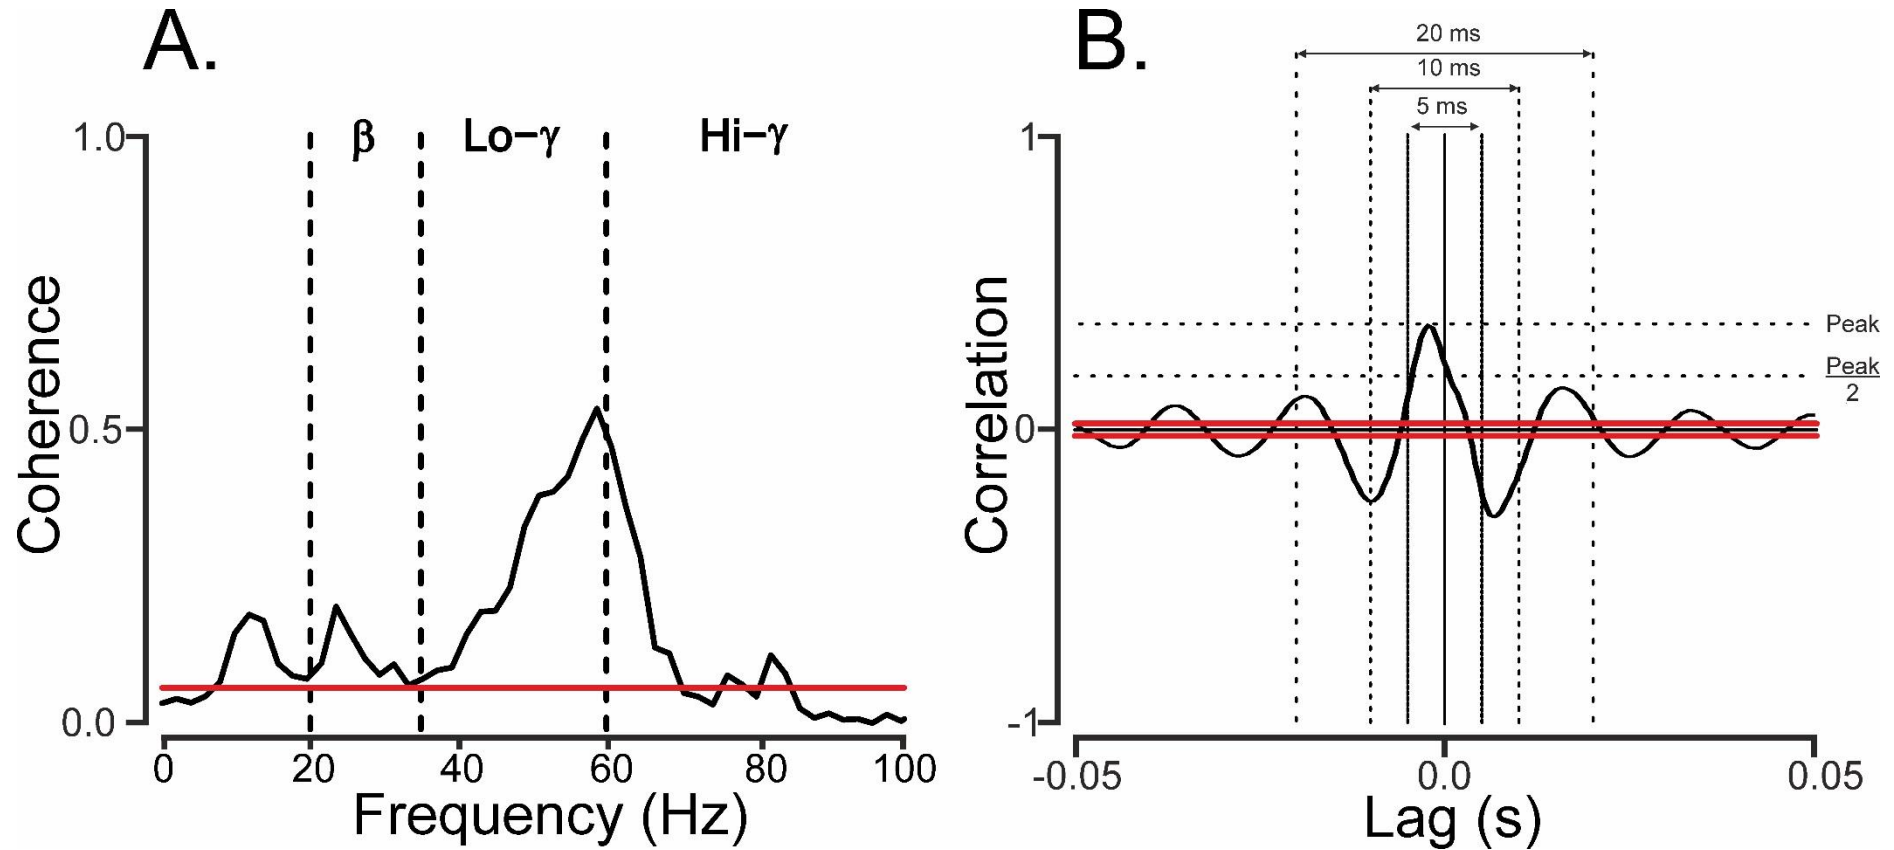 A.
1.0
0.5
0.0
Coherence
β
Lo–γ
Hi–γ
0
20
40
60
80
100
Frequency (Hz)
B.
20 ms
10 ms
5 ms
1
0
-1
Correlation
Peak
Peak
2
-0.05
0.0
0.05
Lag (s)